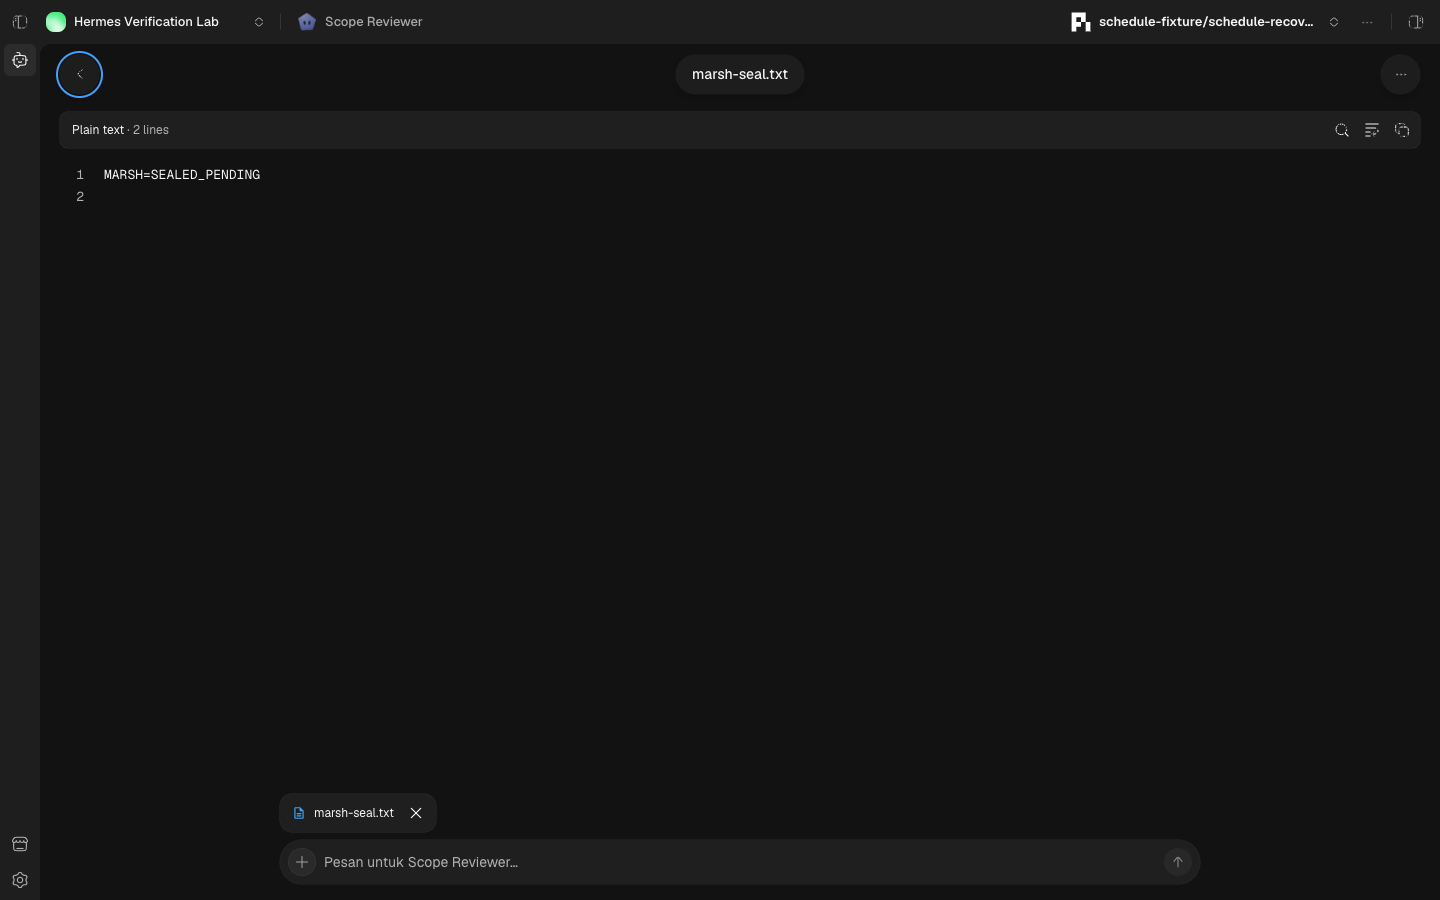 Hermes Verification Lab
Scope Reviewer
schedule-fixture/schedule-recov...
marsh-seal.txt
Plain text · 2 lines
1 MARSH=SEALED_PENDING
2
marsh-seal.txt
Pesan untuk Scope Reviewer...